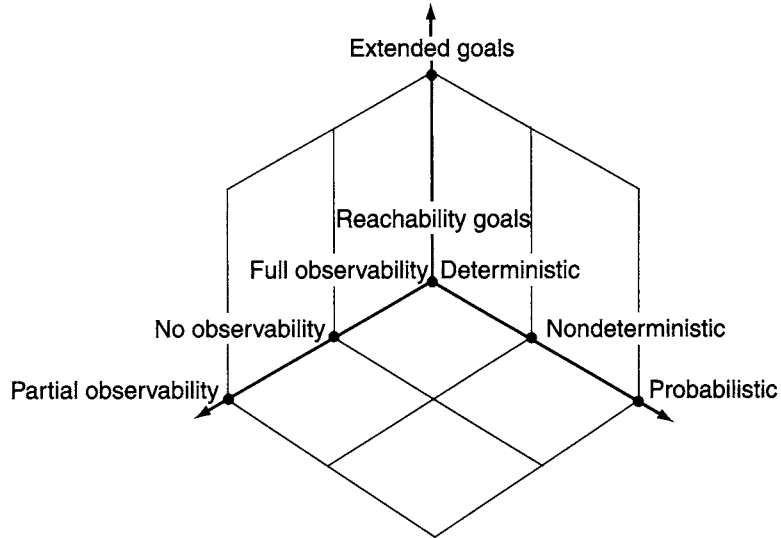 Extended goals
Reachability goals
Full observability
Deterministic
No observability
Nondeterministic
Partial observability
Probabilistic